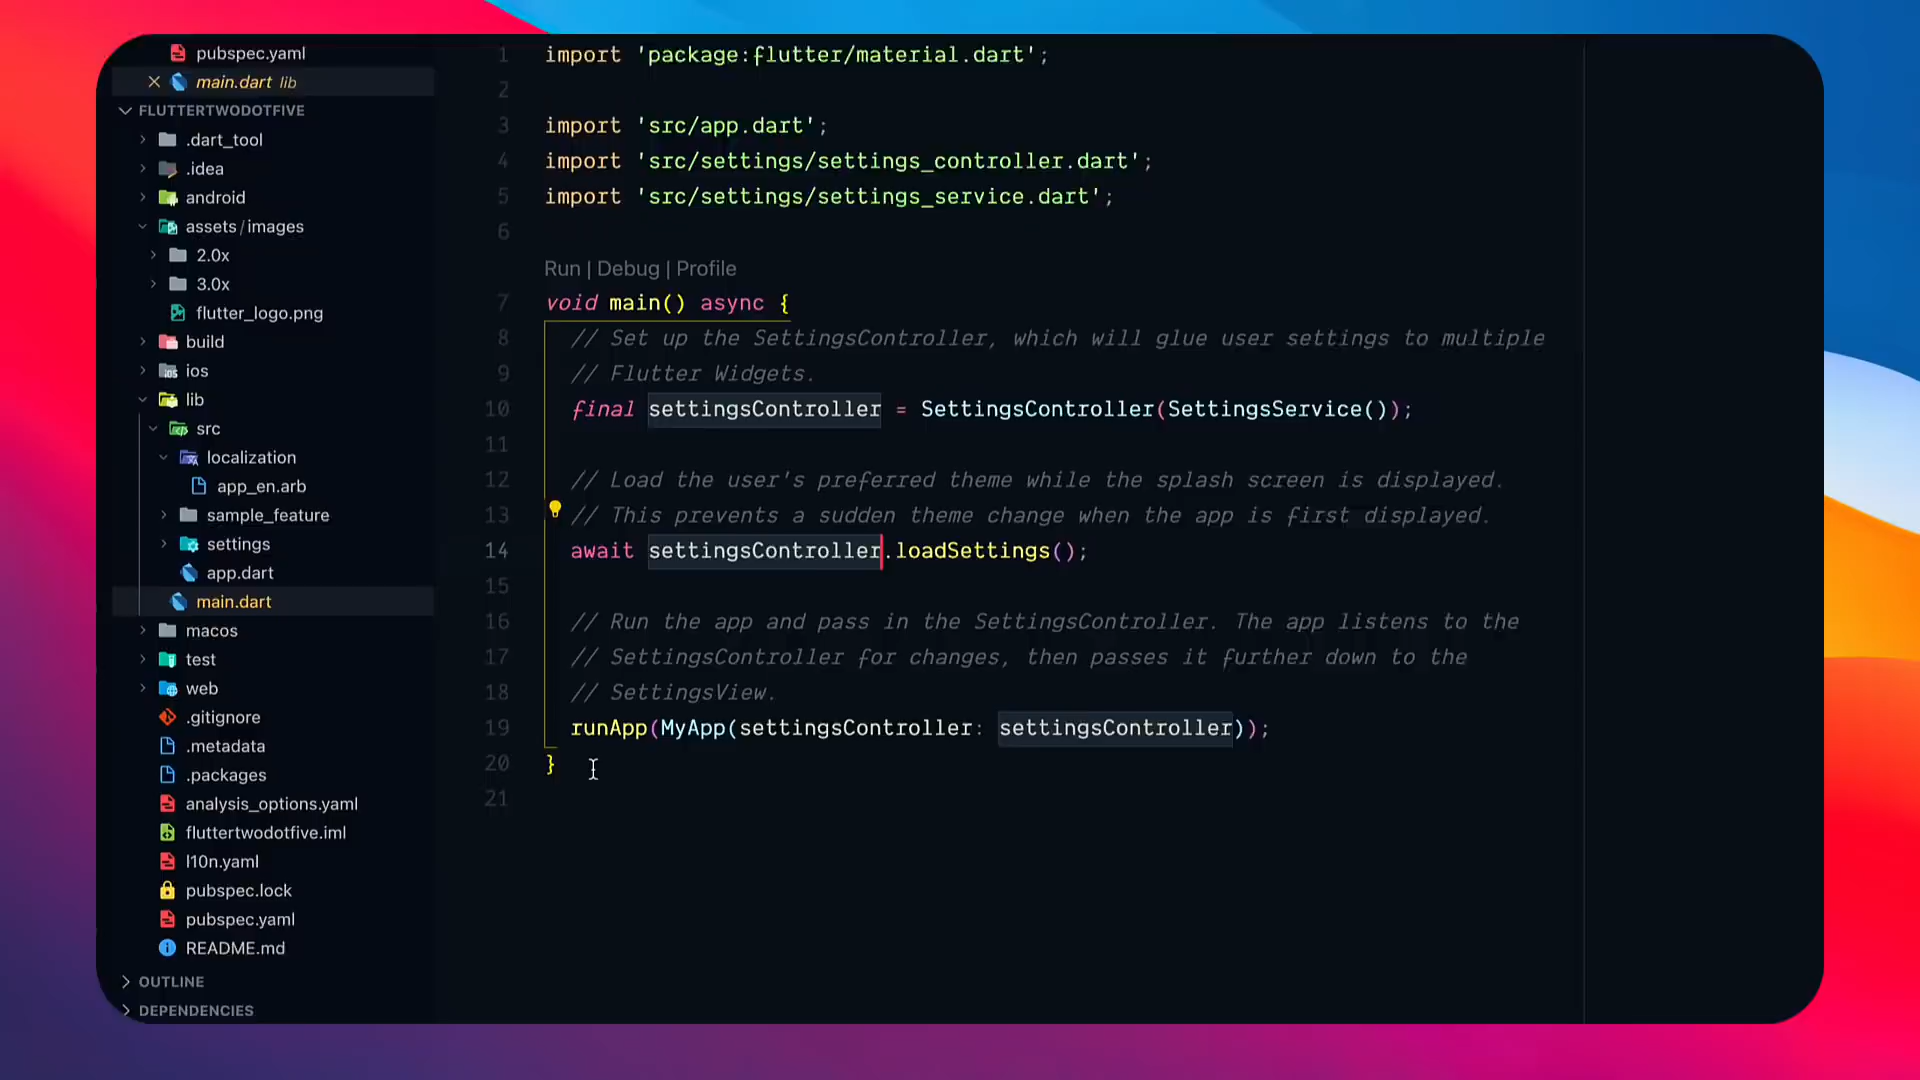 pubspec.yaml
main.dart lib
FLUTTERTWODOTFIVE
.dart_tool
.idea
android
assets/images
2.0x
3.0x
flutter_logo.png
build
ios
lib
src
localization
app_en.arb
sample_feature
settings
app.dart
main.dart
macos
test
web
.gitignore
.metadata
.packages
analysis_options.yaml
fluttertwodotfive.iml
l10n.yaml
pubspec.lock
pubspec.yaml
README.md
OUTLINE
DEPENDENCIES
1 import 'package:flutter/material.dart';
2
3 import 'src/app.dart';
4 import 'src/settings/settings_controller.dart';
5 import 'src/settings/settings_service.dart';
6
Run | Debug | Profile
7 void main() async {
8 // Set up the SettingsController, which will glue user settings to multiple
9 // Flutter Widgets.
10 final settingsController = SettingsController(SettingsService());
11
12 // Load the user's preferred theme while the splash screen is displayed.
13 // This prevents a sudden theme change when the app is first displayed.
14 await settingsController.loadSettings();
15
16 // Run the app and pass in the SettingsController. The app listens to the
17 // SettingsController for changes, then passes it further down to the
18 // SettingsView.
19 runApp(MyApp(settingsController: settingsController));
20 }
21